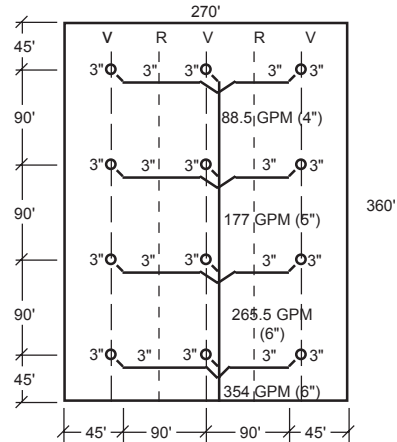 270'
45'
V R V R V
3" 3" 3" 3" 3"
88.5 GPM (4")
90'
3" 3" 3" 3" 3"
177 GPM (5")
90'
360'
3" 3" 3" 3" 3"
265.5 GPM
(6")
90'
3" 3" 3" 3" 3"
45'
354 GPM (6")
45' 90' 90' 45'